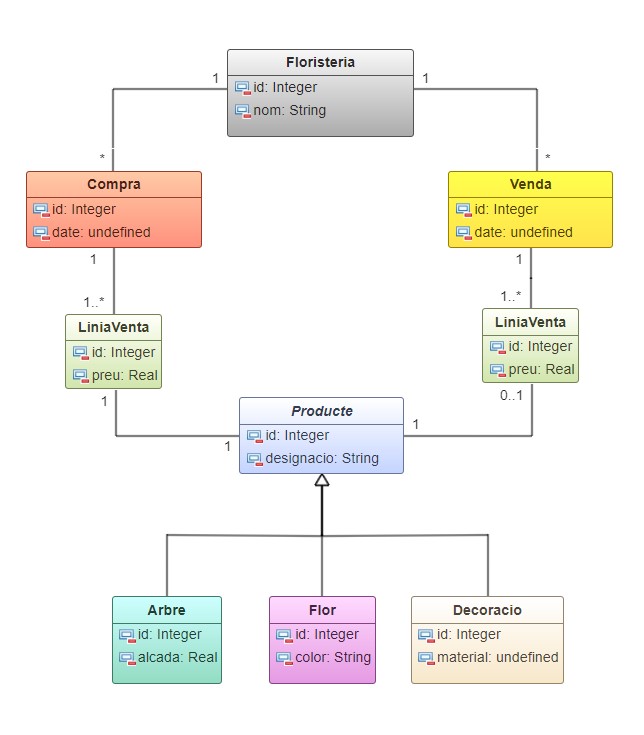 Floristeria
id: Integer
nom: String
1
1
*
*
Compra
id: Integer
date: undefined
Venda
id: Integer
date: undefined
1
1
1..*
1..*
LiniaVenta
id: Integer
preu: Real
LiniaVenta
id: Integer
preu: Real
1
0..1
Producte
id: Integer
designacio: String
1
1
Arbre
id: Integer
alcada: Real
Flor
id: Integer
color: String
Decoracio
id: Integer
material: undefined